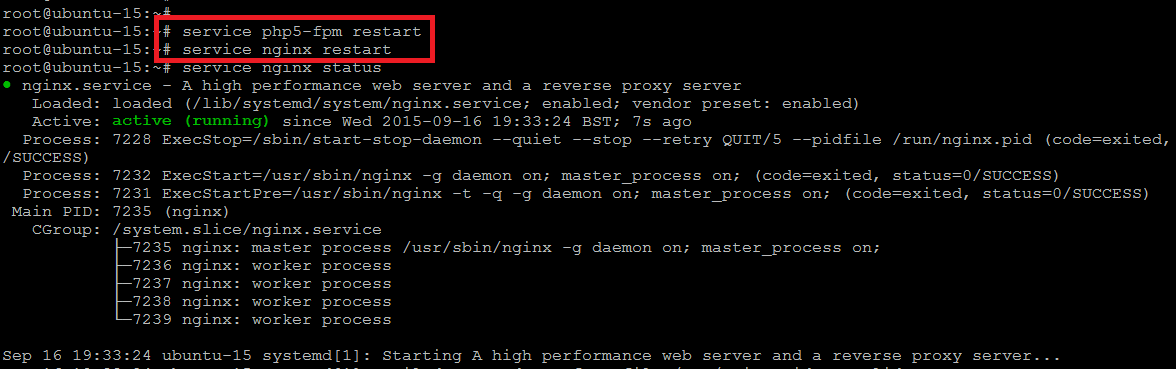 root@ubuntu-15:~#
root@ubuntu-15:~# service php5-fpm restart
root@ubuntu-15:~# service nginx restart
root@ubuntu-15:~# service nginx status
● nginx.service - A high performance web server and a reverse proxy server
Loaded: loaded (/lib/systemd/system/nginx.service; enabled; vendor preset: enabled)
Active: active (running) since Wed 2015-09-16 19:33:24 BST; 7s ago
Process: 7228 ExecStop=/sbin/start-stop-daemon --quiet --stop --retry QUIT/5 --pidfile /run/nginx.pid (code=exited,
/SUCCESS)
Process: 7232 ExecStart=/usr/sbin/nginx -g daemon on; master_process on; (code=exited, status=0/SUCCESS)
Process: 7231 ExecStartPre=/usr/sbin/nginx -t -q -g daemon on; master_process on; (code=exited, status=0/SUCCESS)
Main PID: 7235 (nginx)
CGroup: /system.slice/nginx.service
├─7235 nginx: master process /usr/sbin/nginx -g daemon on; master_process on;
├─7236 nginx: worker process
├─7237 nginx: worker process
├─7238 nginx: worker process
└─7239 nginx: worker process
Sep 16 19:33:24 ubuntu-15 systemd[1]: Starting A high performance web server and a reverse proxy server...